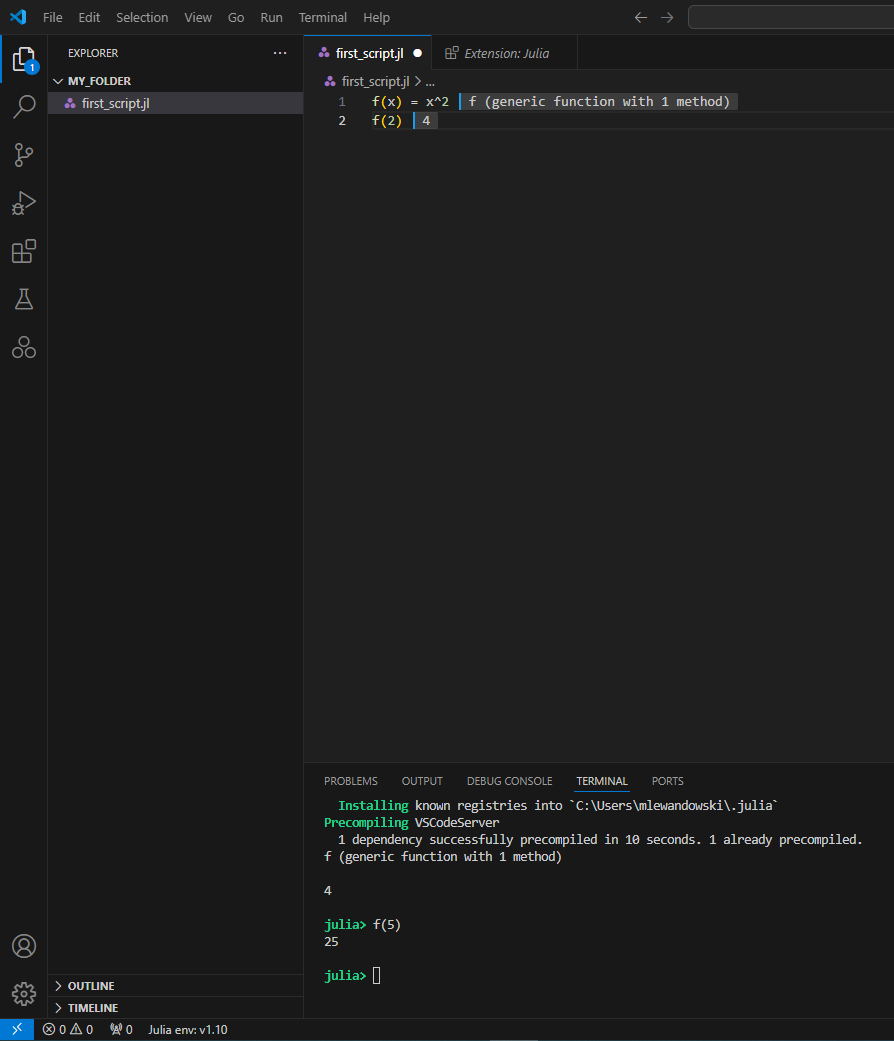 File Edit Selection View Go Run Terminal Help
EXPLORER ...
MY_FOLDER
first_script.jl
1
first_script.jl Extension: Julia
first_script.jl > ...
1 f(x) = x^2 f (generic function with 1 method)
2 f(2) 4
PROBLEMS OUTPUT DEBUG CONSOLE TERMINAL PORTS
Installing known registries into `C:\Users\mlewandowski\.julia`
Precompiling VSCodeServer
1 dependency successfully precompiled in 10 seconds. 1 already precompiled.
f (generic function with 1 method)
4
julia> f(5)
25
julia>
OUTLINE
TIMELINE
0 0 0 Julia env: v1.10